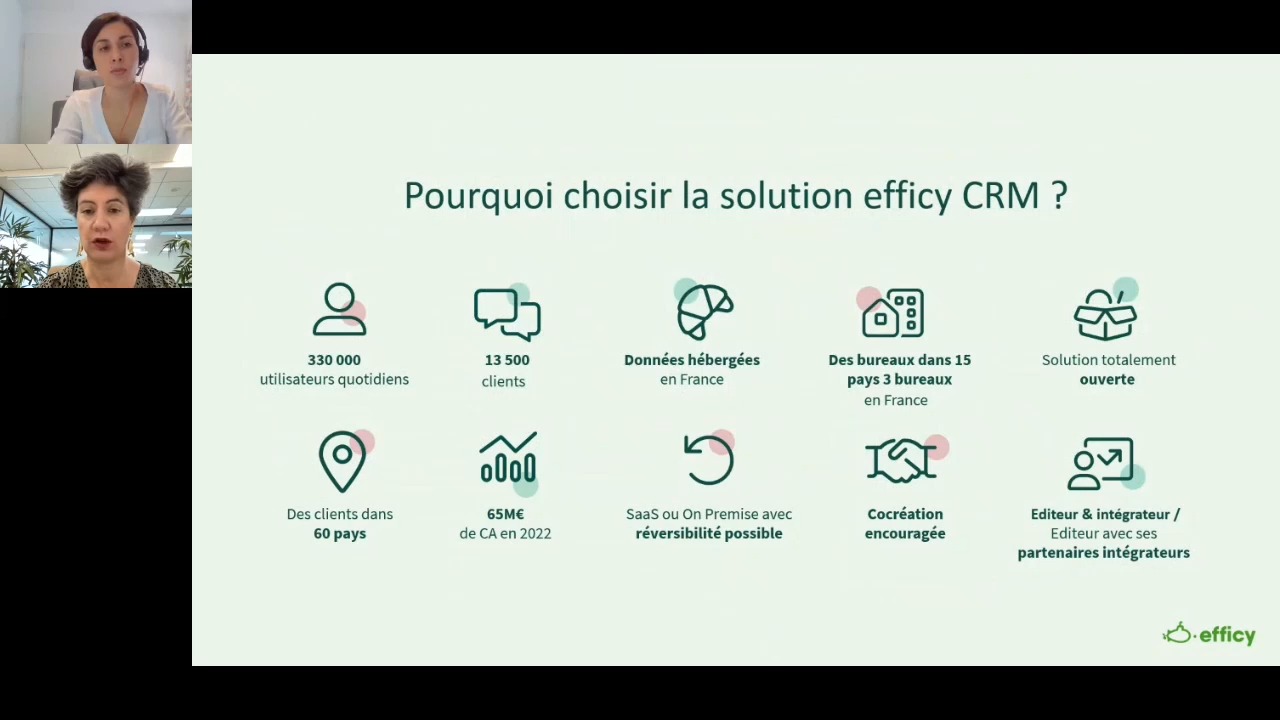 Pourquoi choisir la solution efficy CRM ?
330 000
utilisateurs quotidiens
13 500
clients
Données hébergées
en France
Des bureaux dans 15
pays 3 bureaux
en France
Solution totalement
ouverte
Des clients dans
60 pays
65M€
de CA en 2022
SaaS ou On Premise avec
réversibilité possible
Cocréation
encouragée
Editeur & intégrateur /
Editeur avec ses
partenaires intégrateurs
efficy